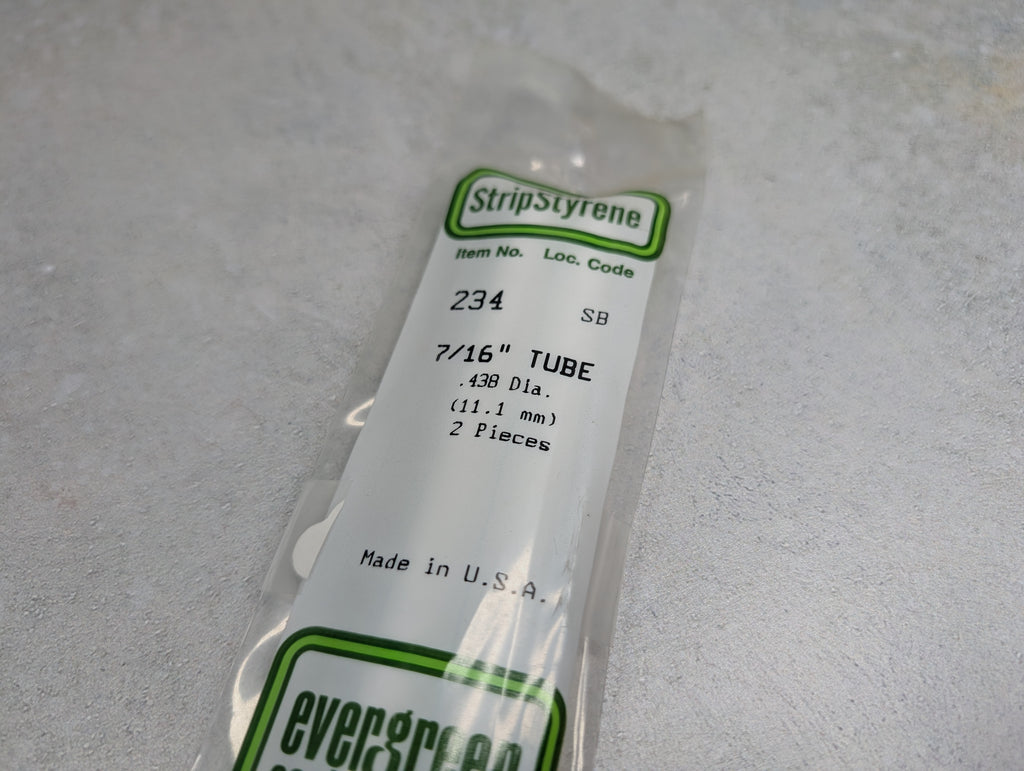 StripStyrene
Item No. Loc. Code
234 SB
7/16" TUBE
.438 Dia.
(11.1 mm)
2 Pieces
Made in U.S.A.
evergreen